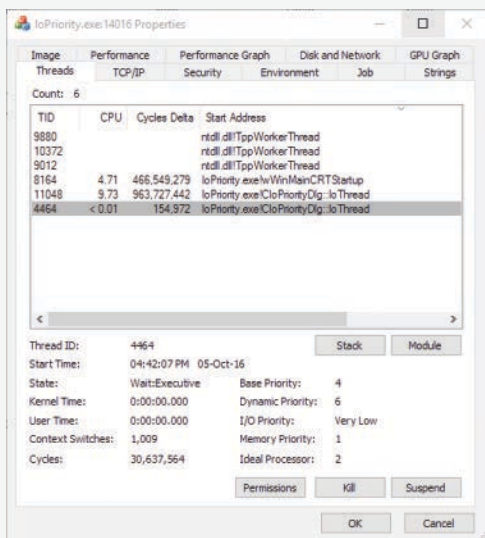 IoPriority.exe:14016 Properties
Image Performance Performance Graph Disk and Network GPU Graph
Threads TCP/IP Security Environment Job Strings
Count: 6
TID CPU Cycles Delta Start Address
9880 ntdll.dll!TppWorkerThread
10372 ntdll.dll!TppWorkerThread
9012 ntdll.dll!TppWorkerThread
8164 4.71 466,549,279 IoPriority.exe!wWinMainCRTStartup
11048 9.73 963,727,442 IoPriority.exe!CIoPriorityDlg::IoThread
4464 < 0.01 154,972 IoPriority.exe!CIoPriorityDlg::IoThread
Thread ID: 4464 Stack Module
Start Time: 04:42:07 PM 05-Oct-16
State: Wait:Executive Base Priority: 4
Kernel Time: 0:00:00.000 Dynamic Priority: 6
User Time: 0:00:00.000 I/O Priority: Very Low
Context Switches: 1,009 Memory Priority: 1
Cycles: 30,637,564 Ideal Processor: 2
Permissions Kill Suspend
OK Cancel